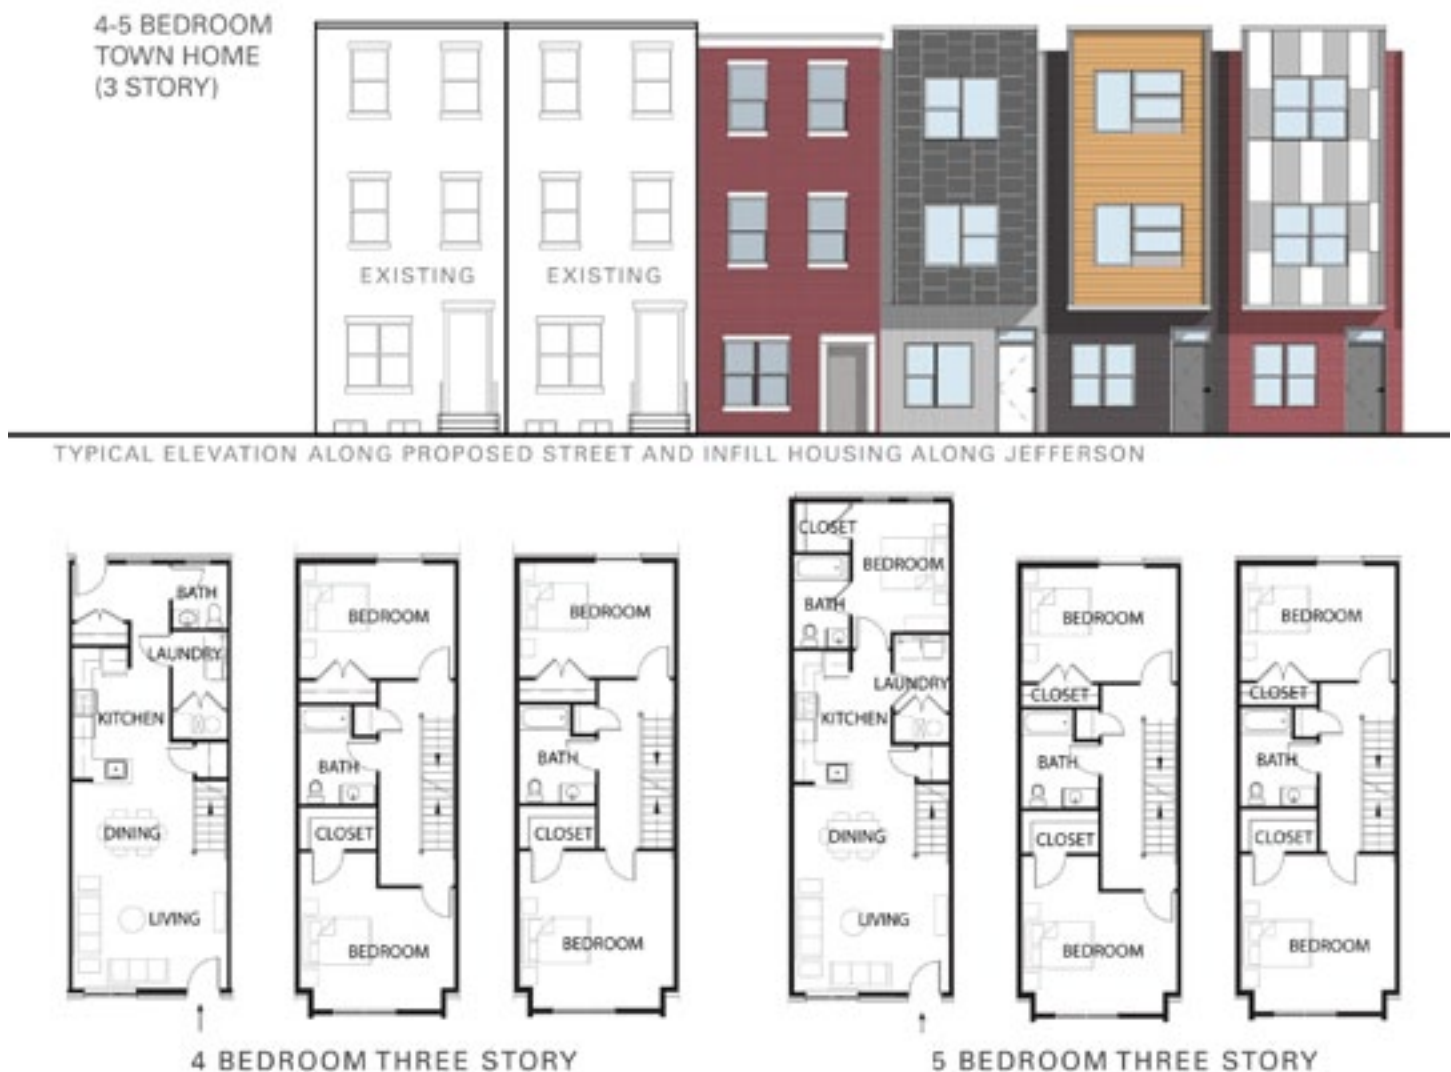 4-5 BEDROOM
TOWN HOME
(3 STORY)
EXISTING
EXISTING
TYPICAL ELEVATION ALONG PROPOSED STREET AND INFILL HOUSING ALONG JEFFERSON
BATH
LAUNDRY
KITCHEN
DINING
LIVING
BEDROOM
BATH
CLOSET
BEDROOM
BEDROOM
BATH
CLOSET
BEDROOM
4 BEDROOM THREE STORY
CLOSET
BEDROOM
BATH
LAUNDRY
KITCHEN
DINING
LIVING
BEDROOM
CLOSET
BATH
CLOSET
BEDROOM
BEDROOM
CLOSET
BATH
CLOSET
BEDROOM
5 BEDROOM THREE STORY